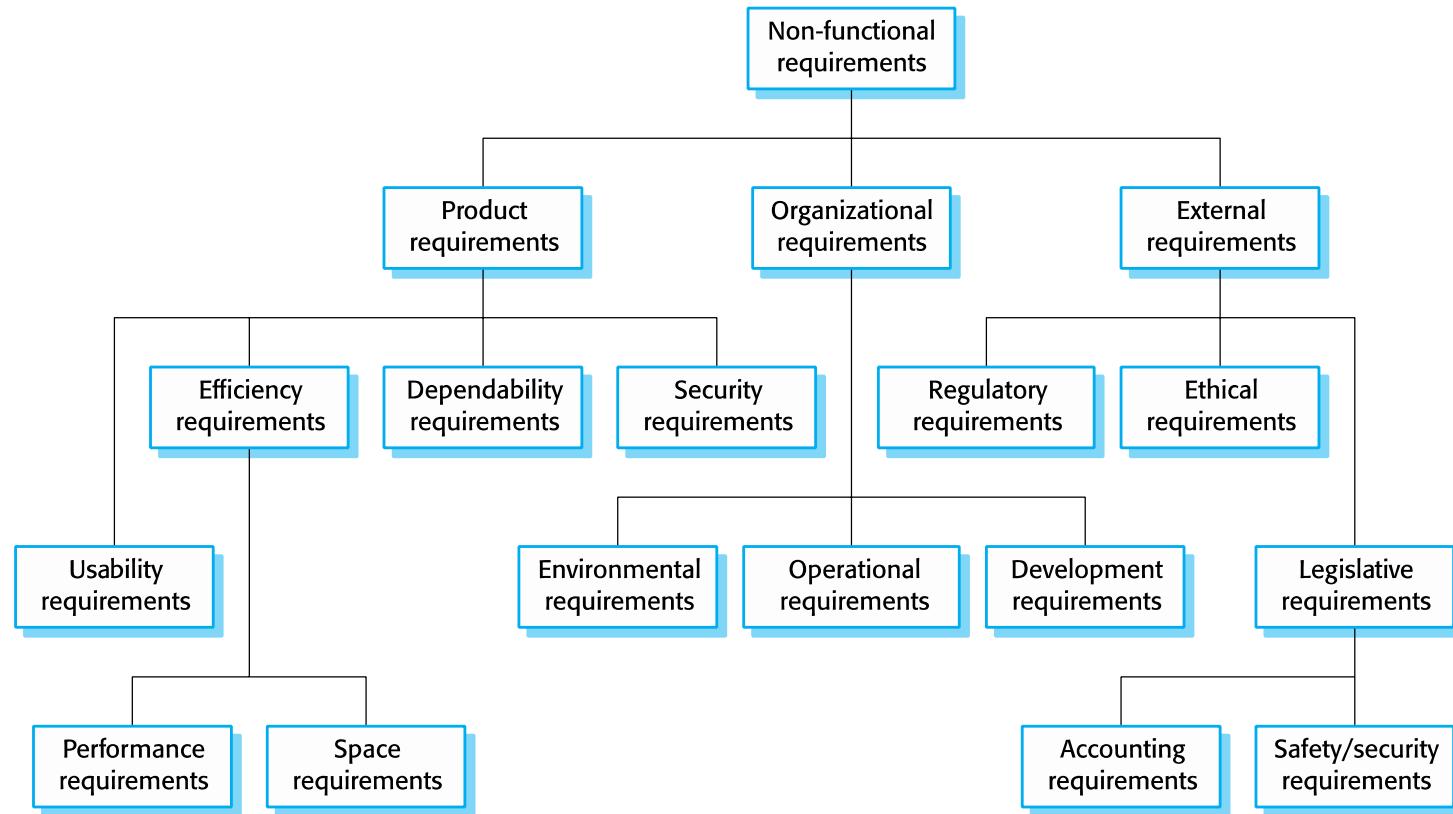 Non-functional
requirements
Product
requirements
Organizational
requirements
External
requirements
Efficiency
requirements
Dependability
requirements
Security
requirements
Regulatory
requirements
Ethical
requirements
Usability
requirements
Environmental
requirements
Operational
requirements
Development
requirements
Legislative
requirements
Performance
requirements
Space
requirements
Accounting
requirements
Safety/security
requirements